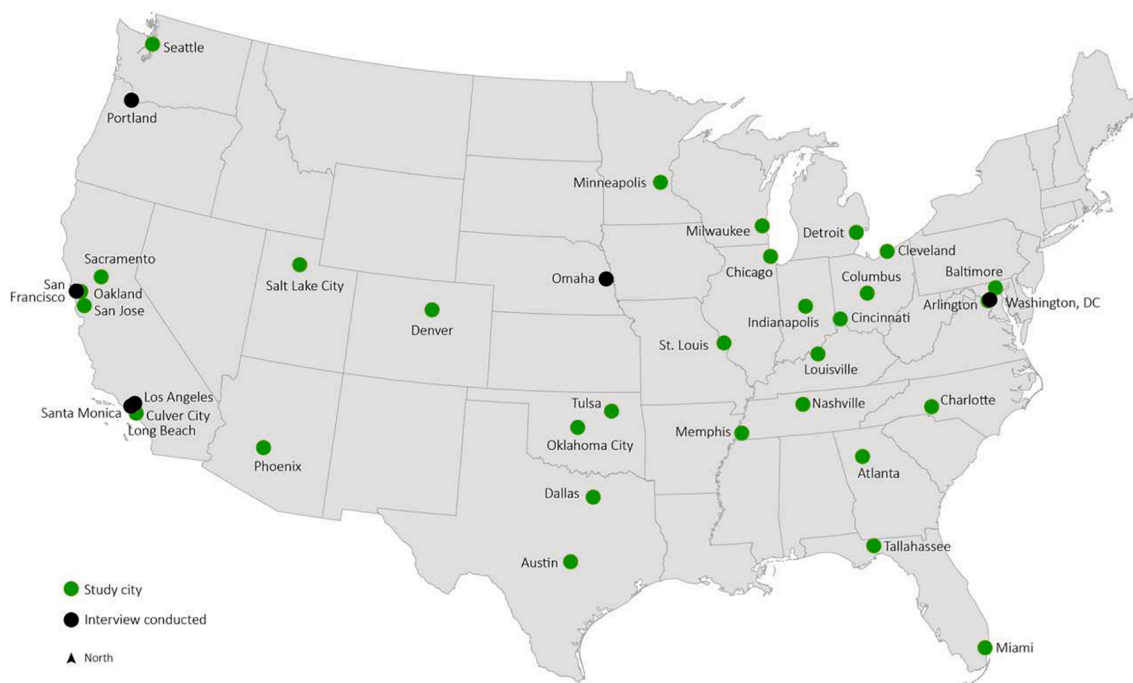 Seattle
Portland
Minneapolis
Milwaukee
Detroit
Cleveland
Chicago
Columbus
Baltimore
Sacramento
San
Francisco
Oakland
San Jose
Salt Lake City
Omaha
Arlington
Washington, DC
Denver
Indianapolis
Cincinnati
St. Louis
Louisville
Los Angeles
Santa Monica
Culver City
Long Beach
Tulsa
Nashville
Charlotte
Oklahoma City
Memphis
Phoenix
Atlanta
Dallas
Tallahassee
Austin
Study city
Interview conducted
Miami
North